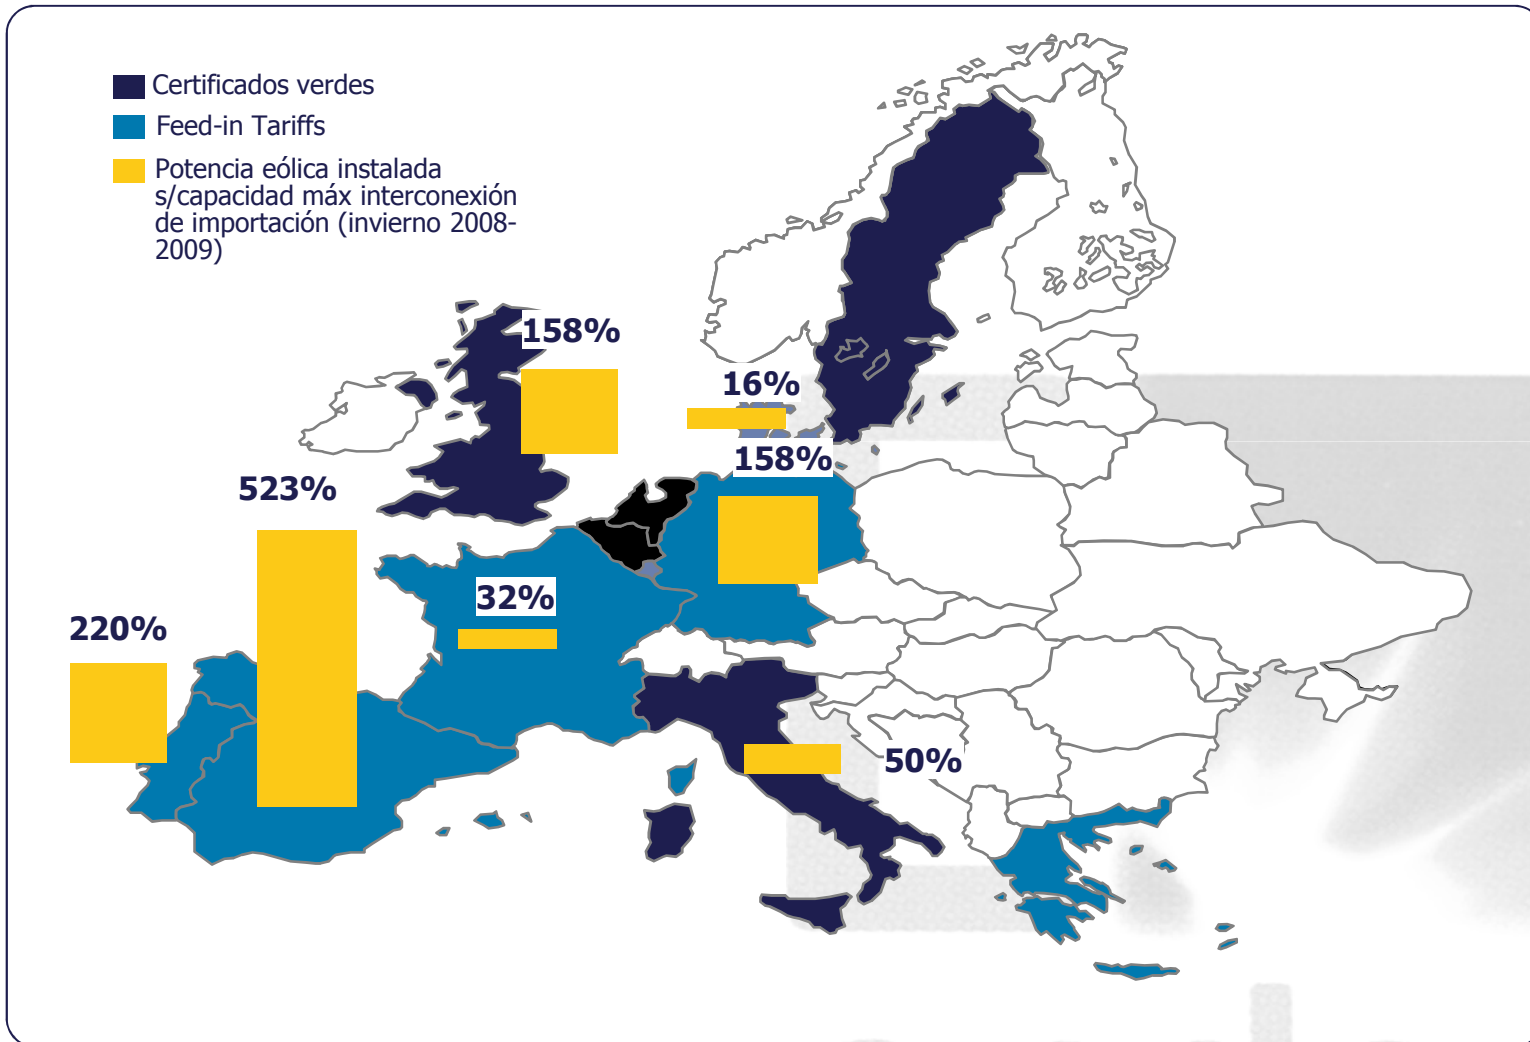 Certificados verdes
Feed-in Tariffs
Potencia eólica instalada
s/capacidad máx interconexión
de importación (invierno 2008-
2009)
158%
16%
158%
523%
32%
220%
50%